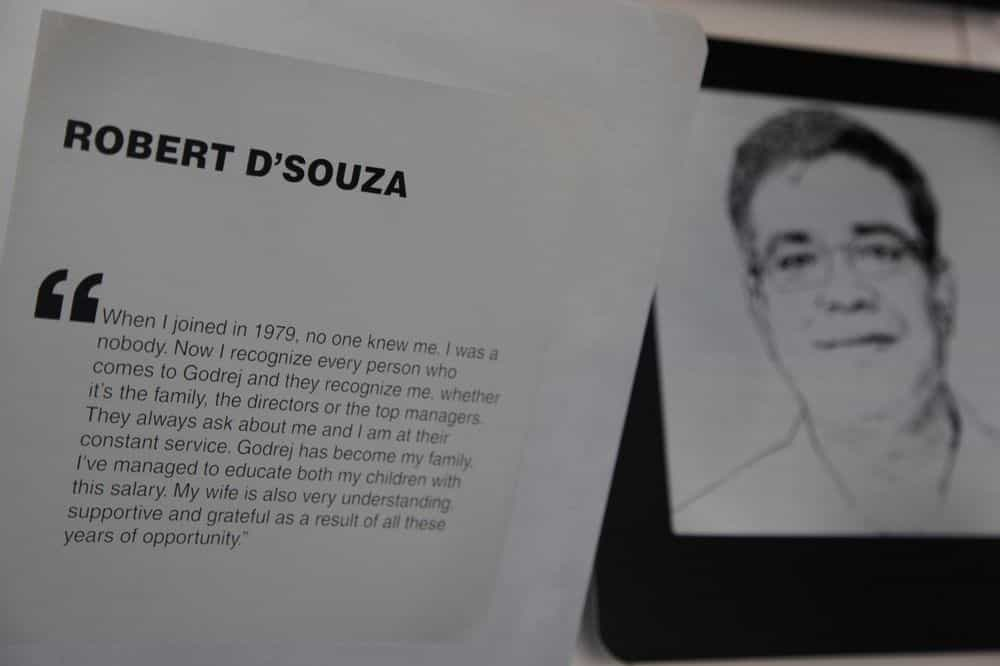 ROBERT D'SOUZA
“When I joined in 1979, no one knew me. I was a
nobody. Now I recognize every person who
comes to Godrej and they recognize me, whether
it's the family, the directors or the top managers.
They always ask about me and I am at their
constant service. Godrej has become my family.
I've managed to educate both my children with
this salary. My wife is also very understanding
supportive and grateful as a result of all these
years of opportunity.”